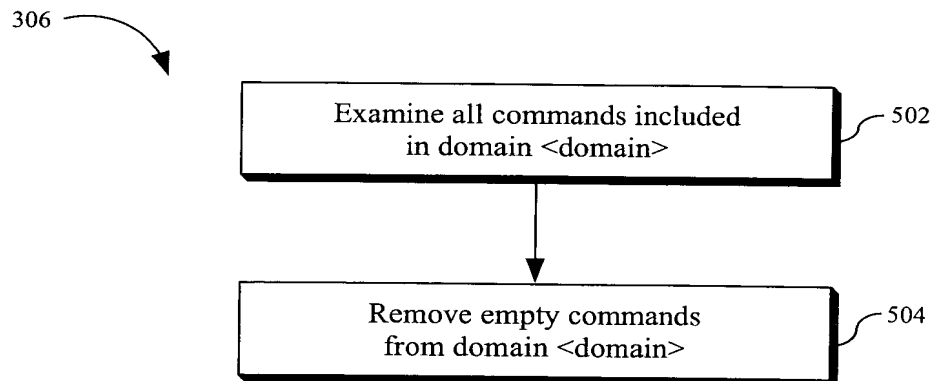 306
Examine all commands included
in domain <domain>
502
Remove empty commands
from domain <domain>
504